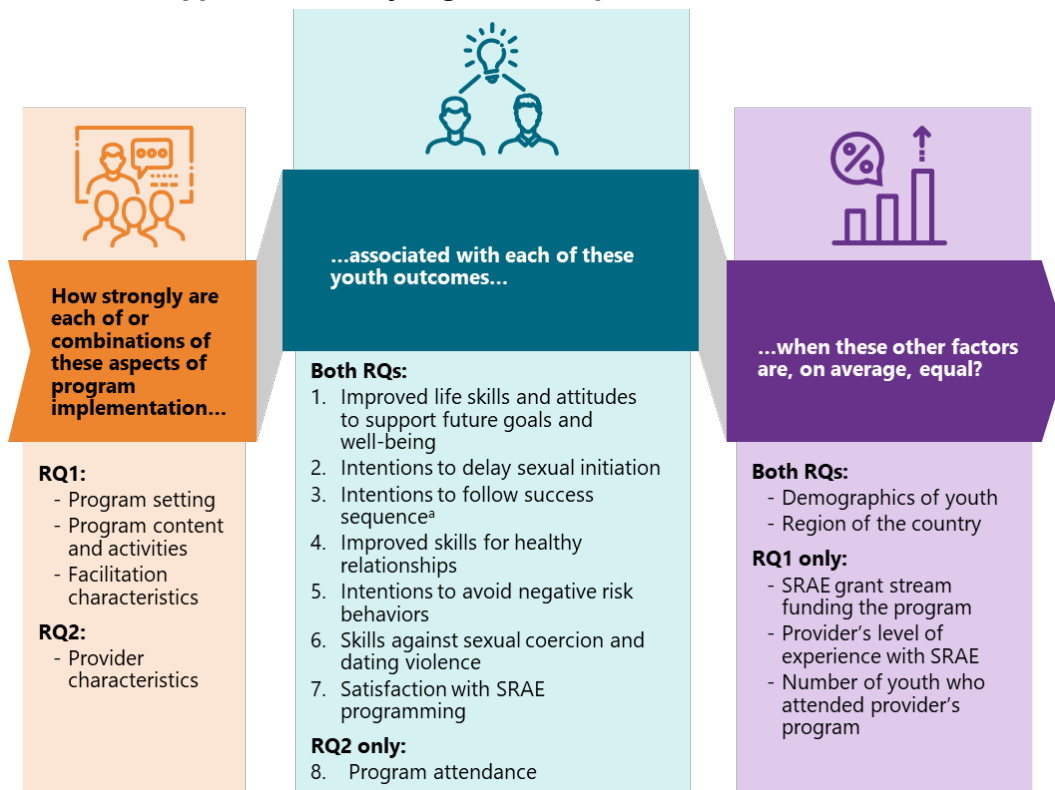 How strongly are
each of or
combinations of
these aspects of
program
implementation...
RQ1:
- Program setting
- Program content
and activities
- Facilitation
characteristics
RQ2:
- Provider
characteristics
...associated with each of these
youth outcomes...
Both RQs:
1. Improved life skills and attitudes
to support future goals and
well-being
2. Intentions to delay sexual initiation
3. Intentions to follow success
sequenceᵃ
4. Improved skills for healthy
relationships
5. Intentions to avoid negative risk
behaviors
6. Skills against sexual coercion and
dating violence
7. Satisfaction with SRAE
programming
RQ2 only:
8. Program attendance
%
...when these other factors
are, on average, equal?
Both RQs:
- Demographics of youth
- Region of the country
RQ1 only:
- SRAE grant stream
funding the program
- Provider’s level of
experience with SRAE
- Number of youth who
attended provider’s
program